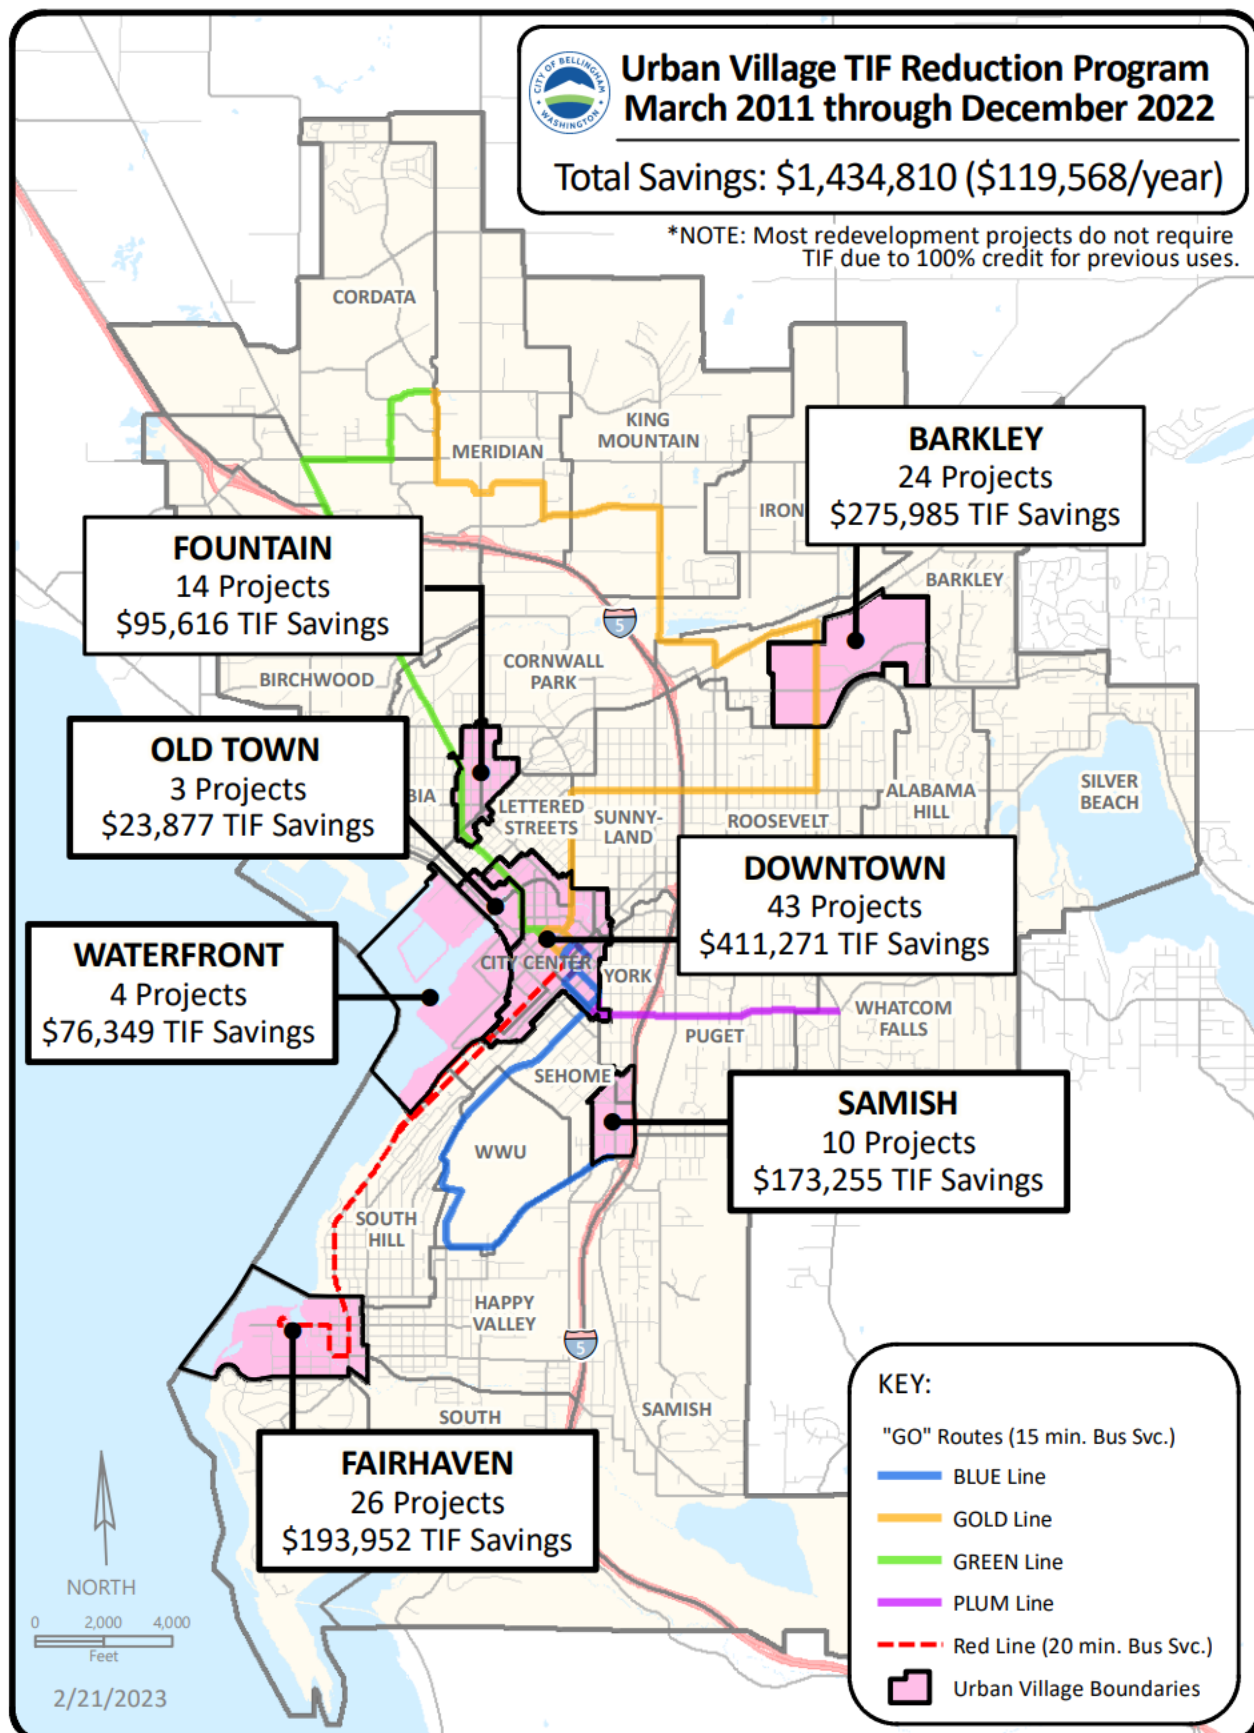 CITY OF BELLINGHAM
WASHINGTON
Urban Village TIF Reduction Program
March 2011 through December 2022
Total Savings: $1,434,810 ($119,568/year)
*NOTE: Most redevelopment projects do not require
TIF due to 100% credit for previous uses.
CORDATA
KING
MOUNTAIN
MERIDIAN
BARKLEY
24 Projects
$275,985 TIF Savings
IRON
FOUNTAIN
14 Projects
$95,616 TIF Savings
BARKLEY
5
CORNWALL
PARK
BIRCHWOOD
OLD TOWN
3 Projects
$23,877 TIF Savings
BIA
LETTERED
STREETS
SUNNY-
LAND
ROOSEVELT
ALABAMA
HILL
SILVER
BEACH
DOWNTOWN
43 Projects
$411,271 TIF Savings
WATERFRONT
4 Projects
$76,349 TIF Savings
CITY CENTER
YORK
WHATCOM
FALLS
PUGET
SEHOME
SAMISH
10 Projects
$173,255 TIF Savings
WWU
SOUTH
HILL
HAPPY
VALLEY
5
SAMISH
SOUTH
FAIRHAVEN
26 Projects
$193,952 TIF Savings
NORTH
0 2,000 4,000
Feet
2/21/2023
KEY:
"GO" Routes (15 min. Bus Svc.)
BLUE Line
GOLD Line
GREEN Line
PLUM Line
Red Line (20 min. Bus Svc.)
Urban Village Boundaries